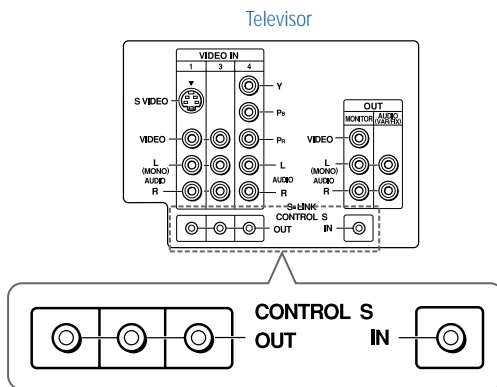 Televisor
VIDEO IN
1 3 4
S VIDEO
Y
PB
PR
VIDEO
L
(MONO)
AUDIO
R
L
AUDIO
R
OUT
MONITOR
AUDIO
(VAR/FIX)
VIDEO
L
(MONO)
AUDIO
R
S-LINK
CONTROL S
OUT
IN
CONTROL S
OUT
IN